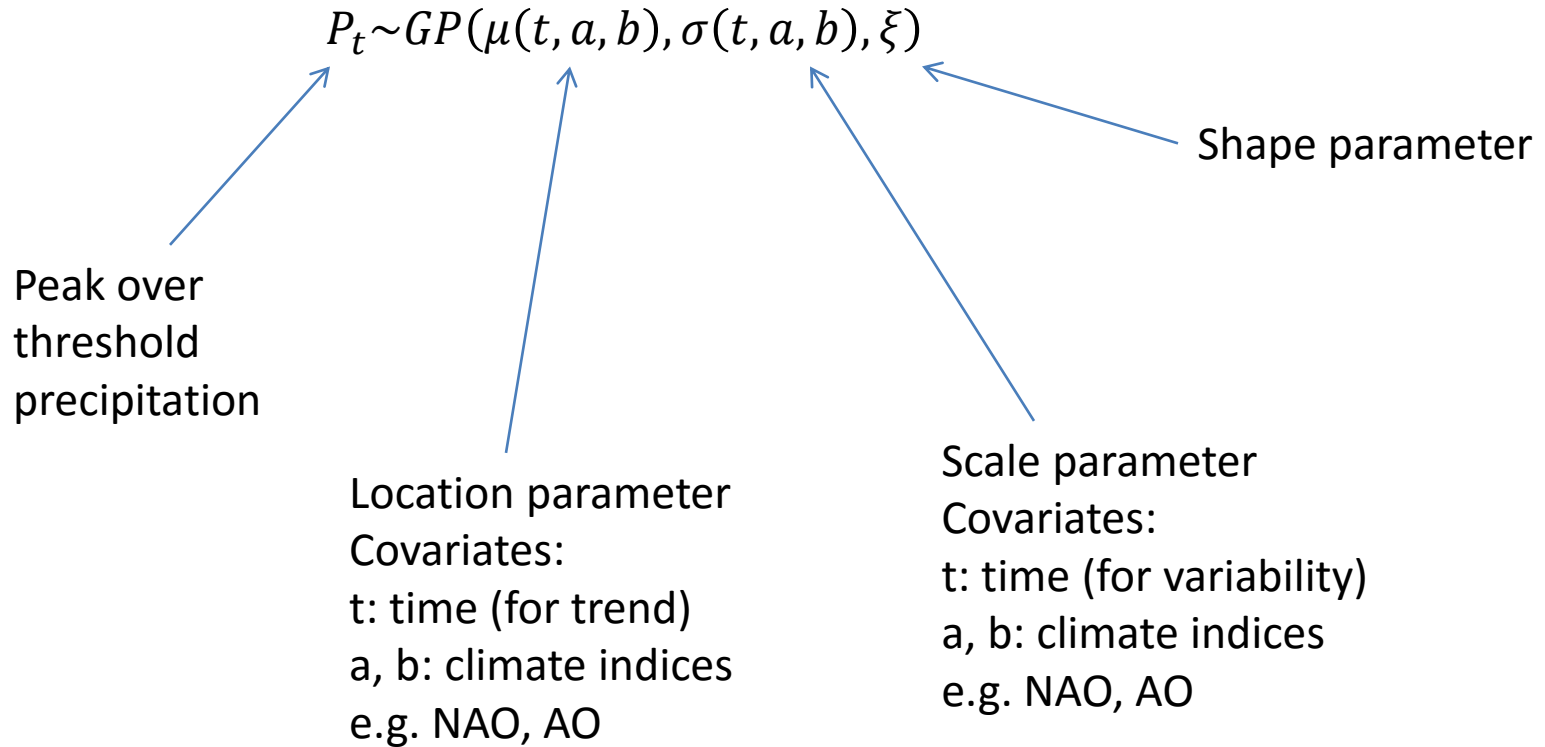 P_t~GP(μ(t, a, b), σ(t, a, b), ξ)
Shape parameter
Peak over
threshold
precipitation
Location parameter
Covariates:
t: time (for trend)
a, b: climate indices
e.g. NAO, AO
Scale parameter
Covariates:
t: time (for variability)
a, b: climate indices
e.g. NAO, AO